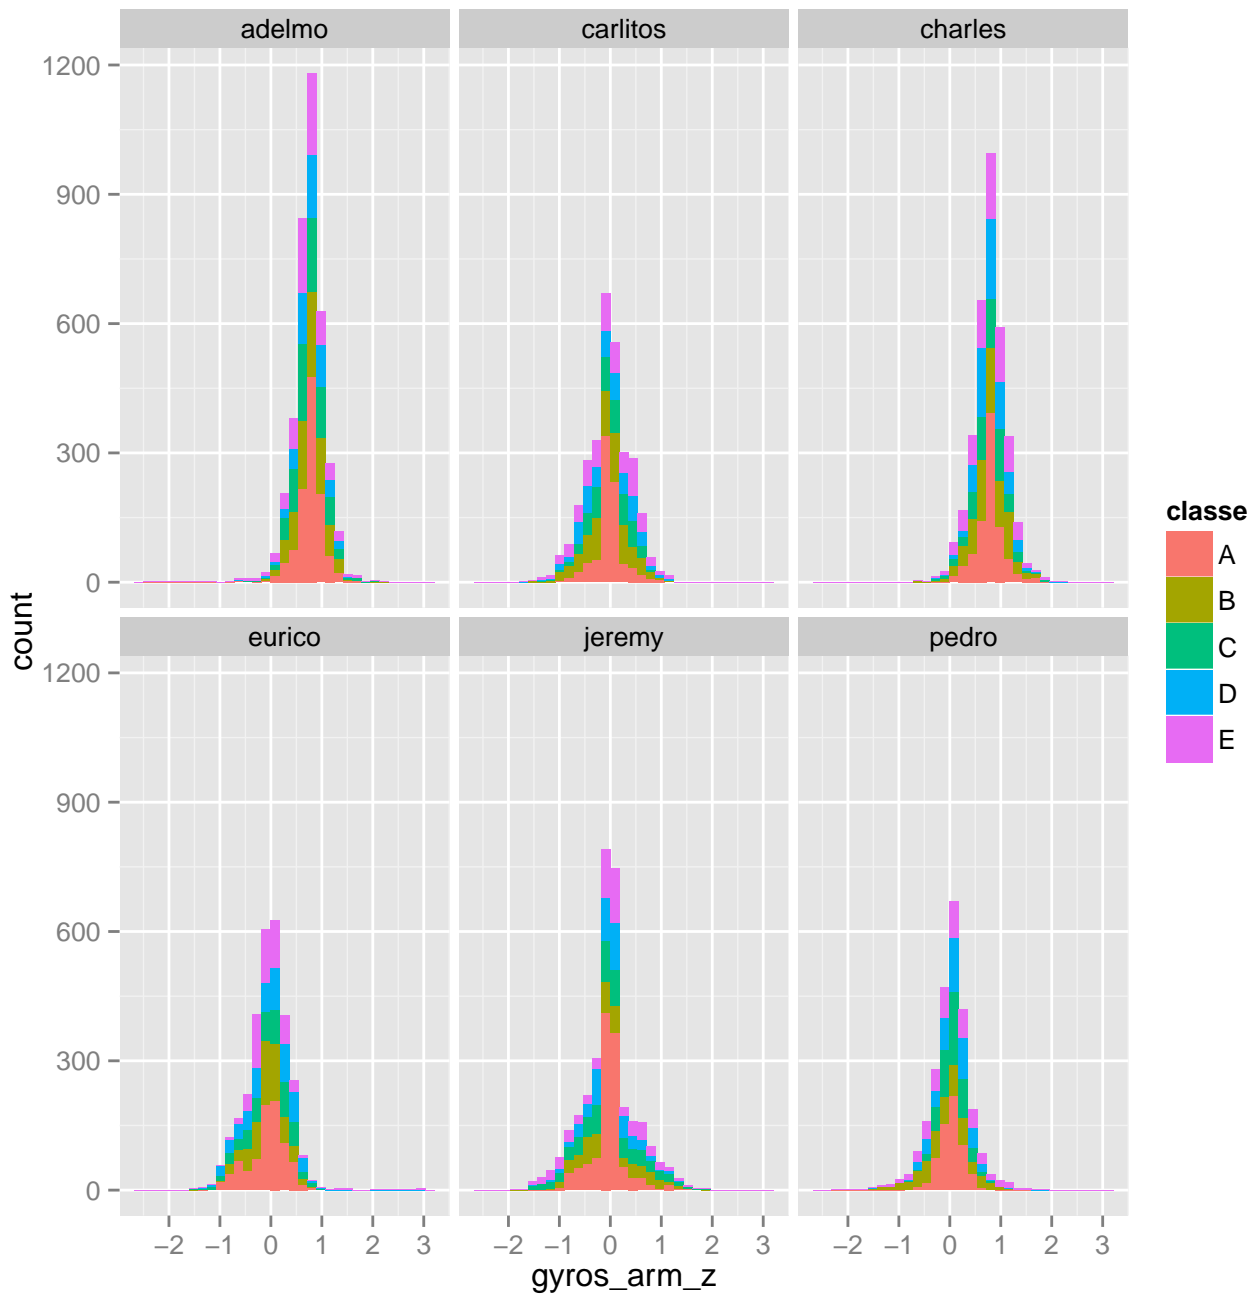 adelmo carlitos charles
1200
900
600
300
0
eurico jeremy pedro
1200
900
600
300
0
−2 −1 0 1 2 3 −2 −1 0 1 2 3 −2 −1 0 1 2 3
gyros_arm_z
count
classe
A
B
C
D
E